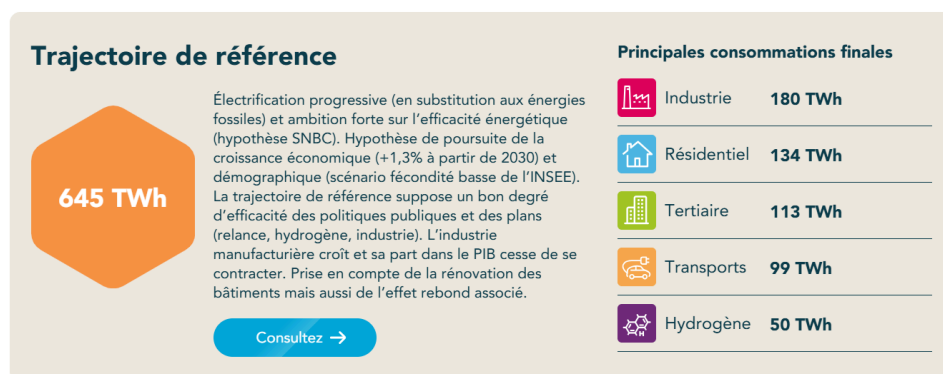 Trajectoire de référence
645 TWh
Électrification progressive (en substitution aux énergies
fossiles) et ambition forte sur l’efficacité énergétique
(hypothèse SNBC). Hypothèse de poursuite de la
croissance économique (+1,3% à partir de 2030) et
démographique (scénario fécondité basse de l’INSEE).
La trajectoire de référence suppose un bon degré
d’efficacité des politiques publiques et des plans
(relance, hydrogène, industrie). L’industrie
manufacturière croît et sa part dans le PIB cesse de se
contracter. Prise en compte de la rénovation des
bâtiments mais aussi de l’effet rebond associé.
Consultez →
Principales consommations finales
Industrie 180 TWh
Résidentiel 134 TWh
Tertiaire 113 TWh
Transports 99 TWh
H
Hydrogène 50 TWh